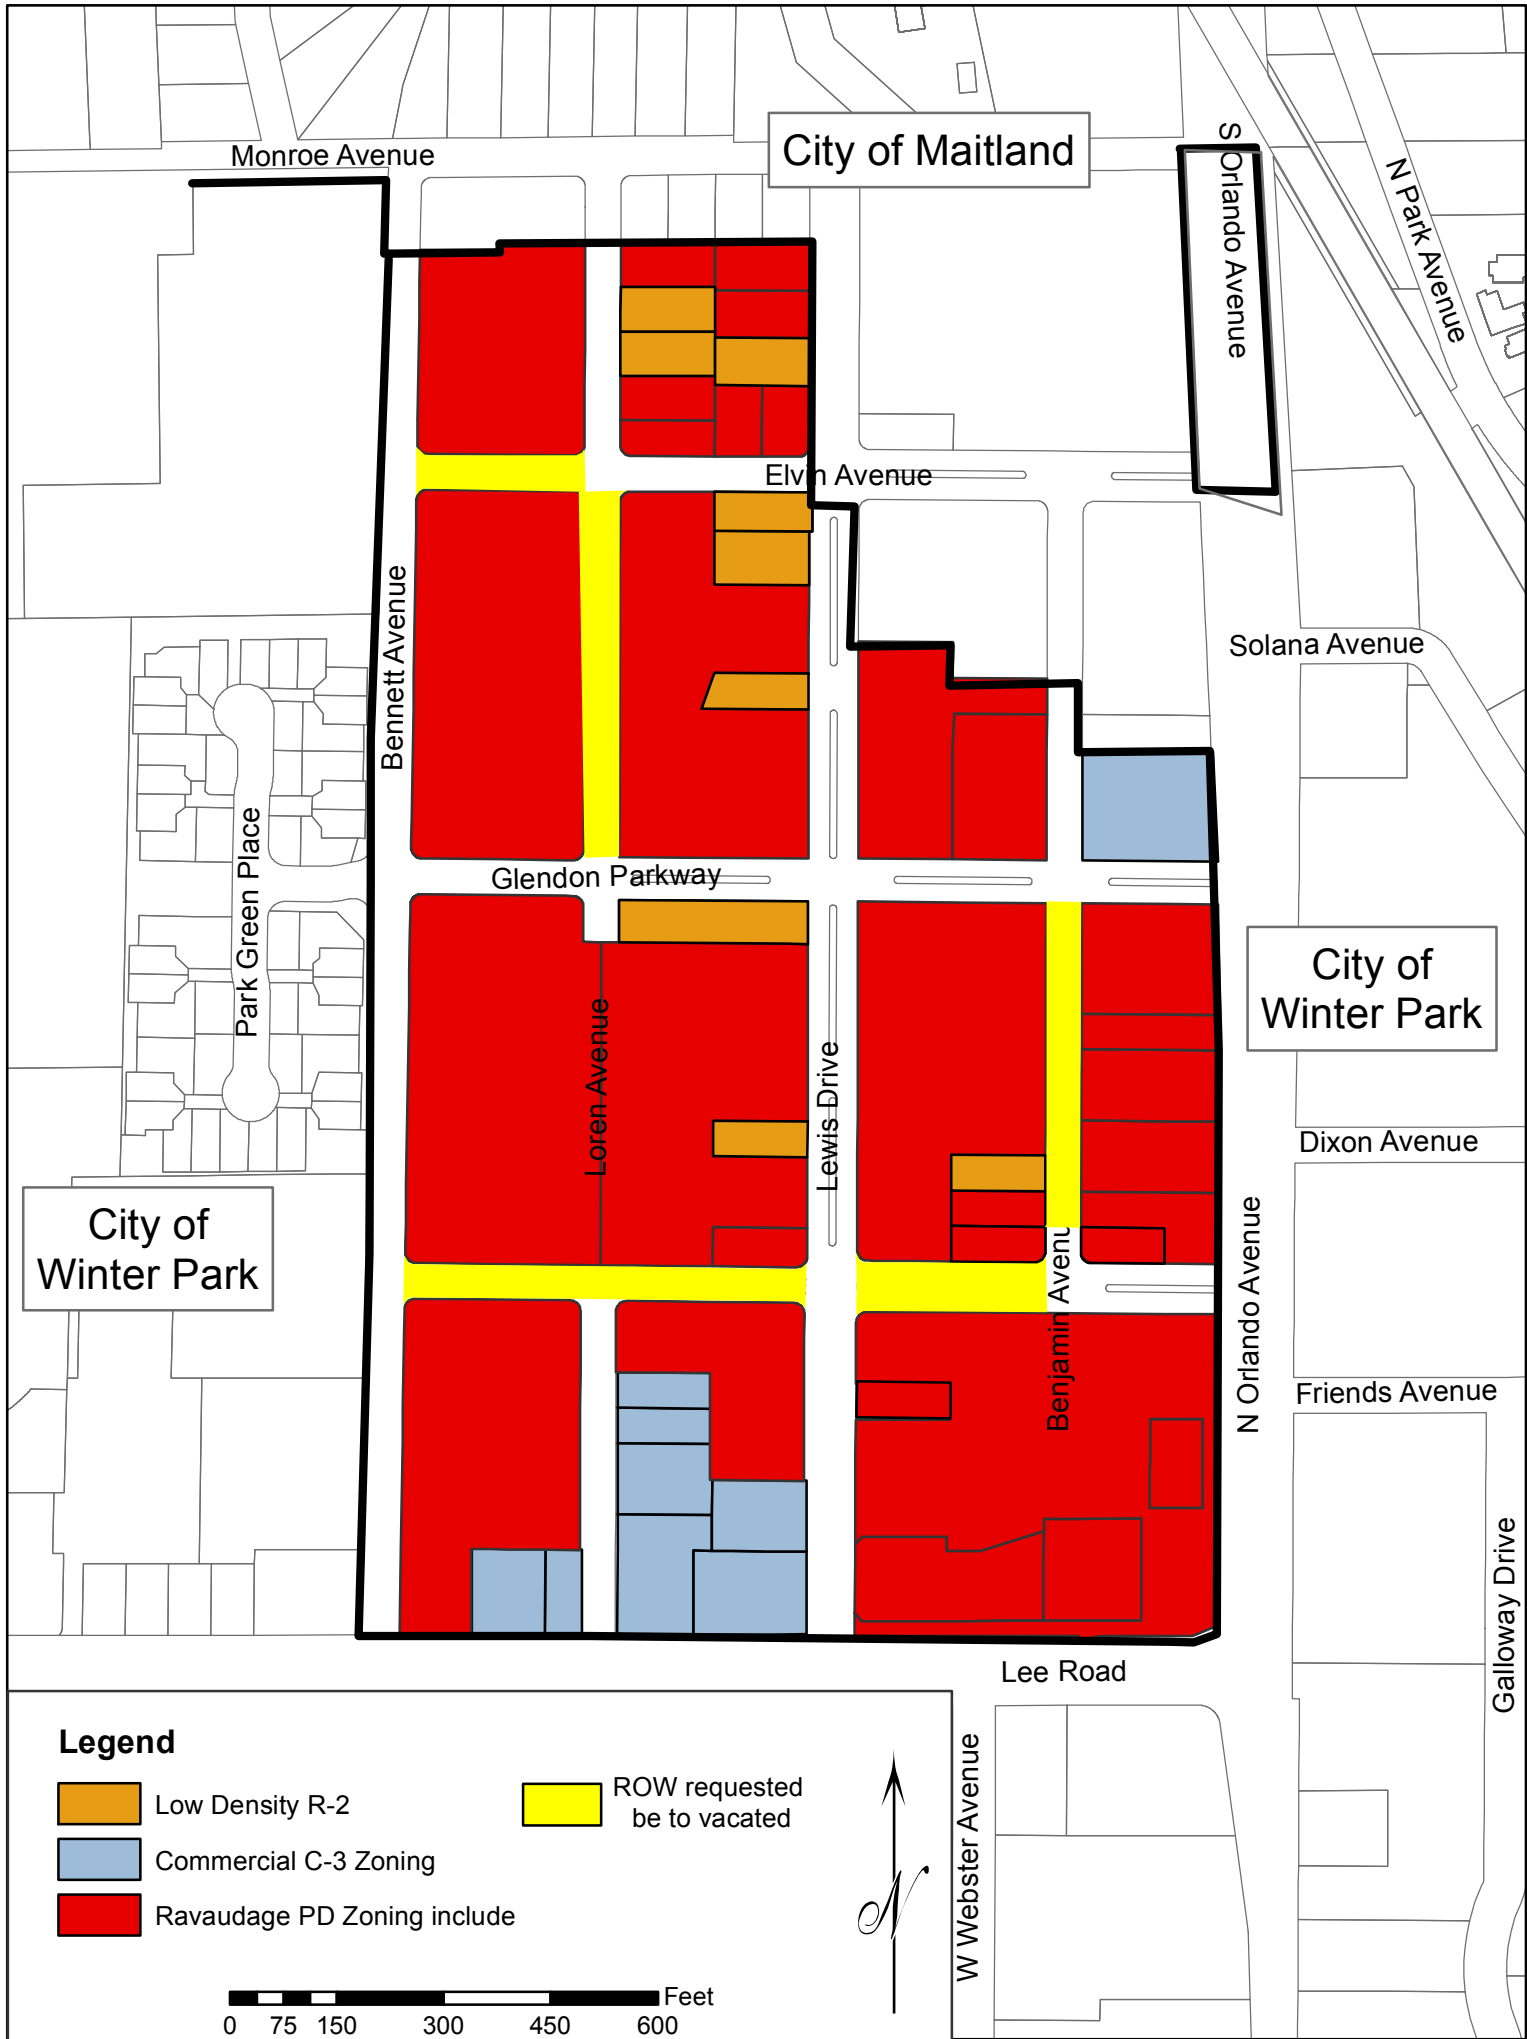 City of Maitland
Monroe Avenue
S Orlando Avenue
N Park Avenue
Elvin Avenue
Solana Avenue
Bennett Avenue
Park Green Place
Glendon Parkway
City of
Winter Park
Loren Avenue
Lewis Drive
Dixon Avenue
City of
Winter Park
Benjamin Avenu
N Orlando Avenue
Friends Avenue
Galloway Drive
Lee Road
W Webster Avenue
Legend
Low Density R-2
Commercial C-3 Zoning
Ravaudage PD Zoning include
ROW requested
be to vacated
N
Feet
0 75 150 300 450 600